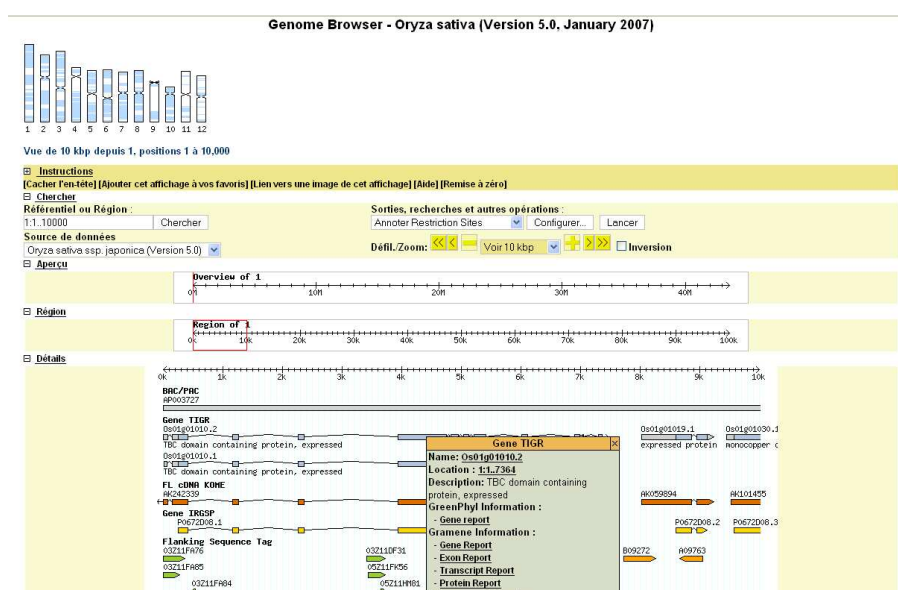 Genome Browser - Oryza sativa (Version 5.0, January 2007)
1 2 3 4 5 6 7 8 9 10 11 12
Vue de 10 kbp depuis 1, positions 1 à 10,000
Instructions
[Cacher l'en-tête] [Ajouter cet affichage à vos favoris] [Lien vers une image de cet affichage] [Aide] [Remise à zéro]
Chercher
Référentiel ou Région :
1:1..10000 Chercher
Source de données
Oryza sativa ssp. japonica (Version 5.0)
Sorties, recherches et autres opérations :
Annoter Restriction Sites Configurer... Lancer
Défil./Zoom: Voir 10 kbp Inversion
Aperçu
Overview of 1
0M 10M 20M 30M 40M
Région
Region of 1
0k 10k 20k 30k 40k 50k 60k 70k 80k 90k 100k
Détails
0k 1k 2k 3k 4k 5k 6k 7k 8k 9k 10k
BAC/PAC
AP003727
Gene TIGR
Os01g01010.2 Os01g01019.1 Os01g01030.1
TBC domain containing protein, expressed expressed protein monocopper c
Os01g01010.1
TBC domain containing protein, expressed
FL cDNA KOME
AK242339 AK059894 AK101455
Gene IRGSP
P0672D08.1 P0672D08.2 P0672D08.3
Flanking Sequence Tag
03Z11FA76 03Z11DF31 B09272 A09763
03Z11FA85 05Z11FK56
03Z11FA84 05Z11HM81
Gene TIGR
Name: Os01g01010.2
Location : 1:1..7364
Description: TBC domain containing
protein, expressed
GreenPhyl Information :
- Gene report
Gramene Information :
- Gene Report
- Exon Report
- Transcript Report
- Protein Report